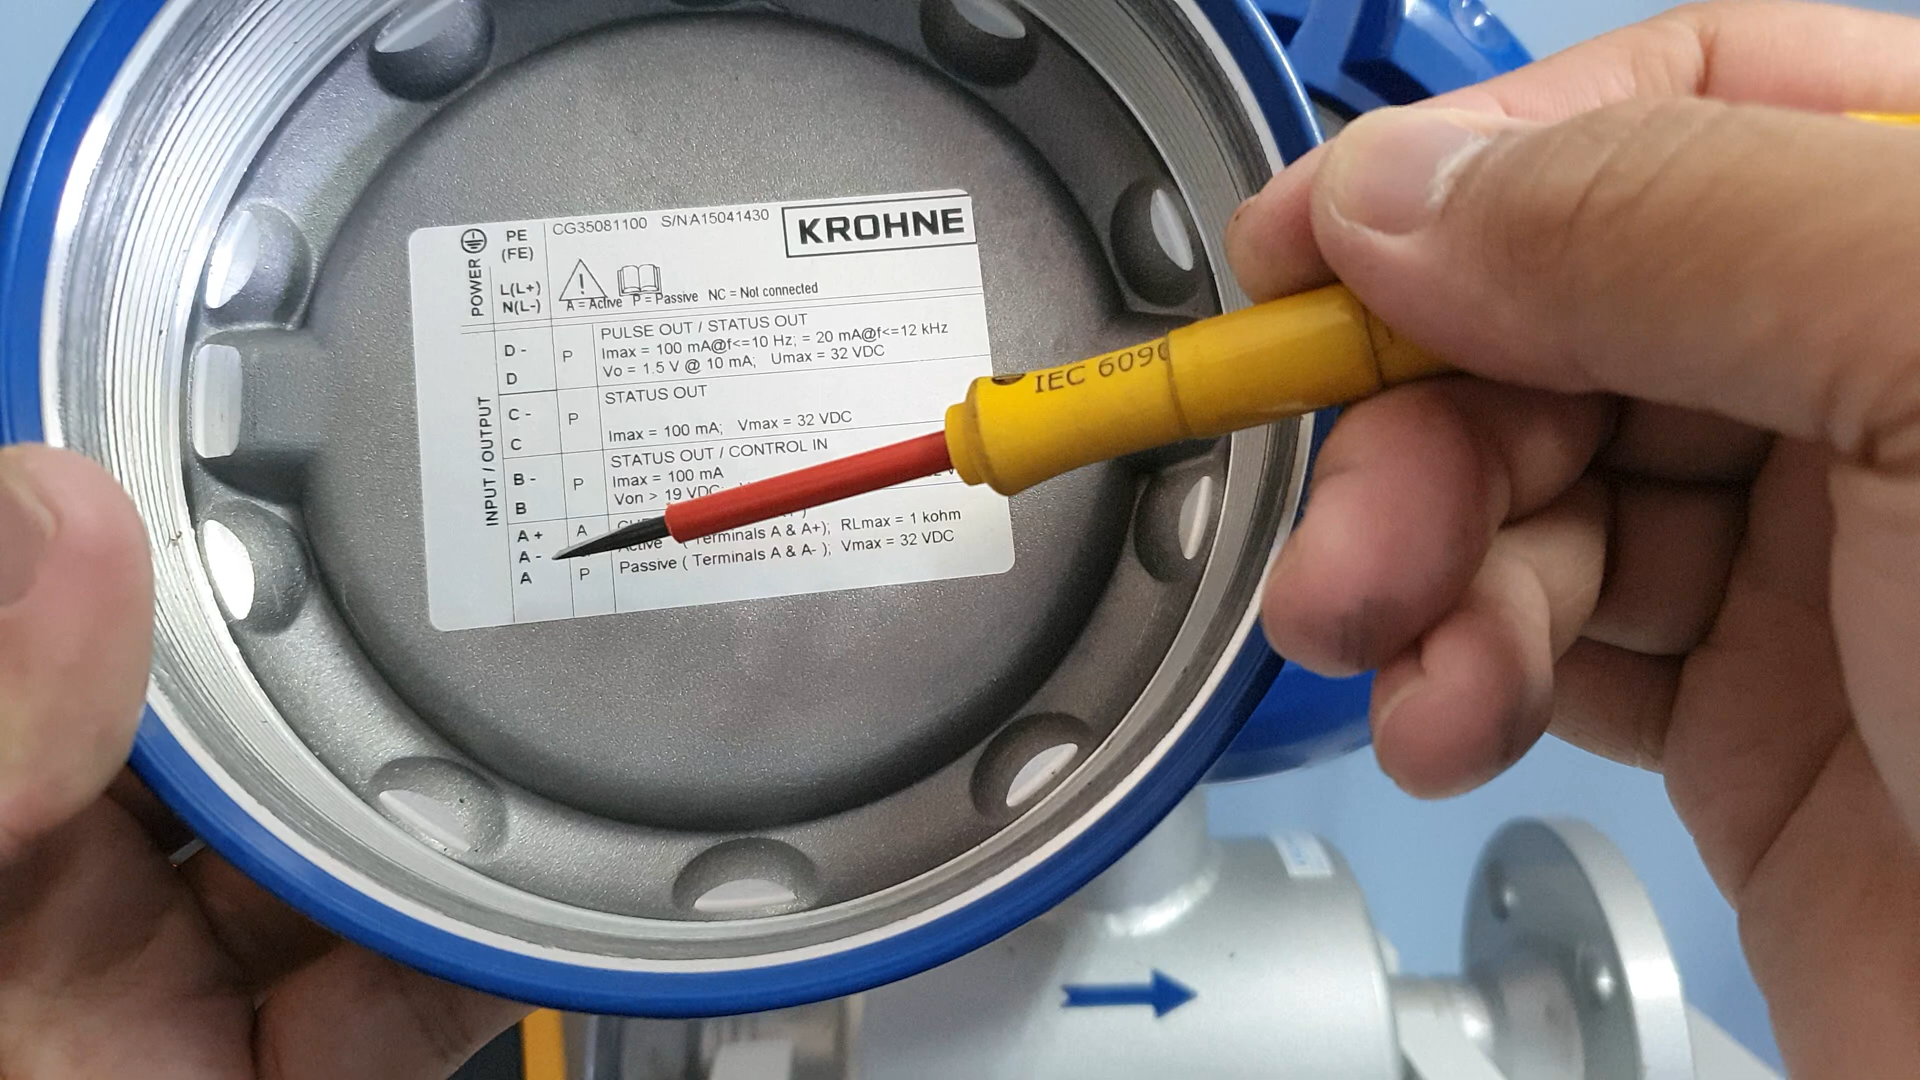 POWER
PE
(FE)
L(L+)
N(L-)
CG35081100 S/NA15041430
KROHNE
A = Active P = Passive NC = Not connected
INPUT / OUTPUT
D -
D
P
PULSE OUT / STATUS OUT
Imax = 100 mA@f<=10 Hz; = 20 mA@f<=12 kHz
Vo = 1.5 V @ 10 mA; Umax = 32 VDC
C -
C
P
STATUS OUT
Imax = 100 mA; Vmax = 32 VDC
B -
B
P
STATUS OUT / CONTROL IN
Imax = 100 mA
Von > 19 VDC;
A +
A -
A
A
P
Active ( Terminals A & A+); RLmax = 1 kohm
Passive ( Terminals A & A- ); Vmax = 32 VDC
IEC